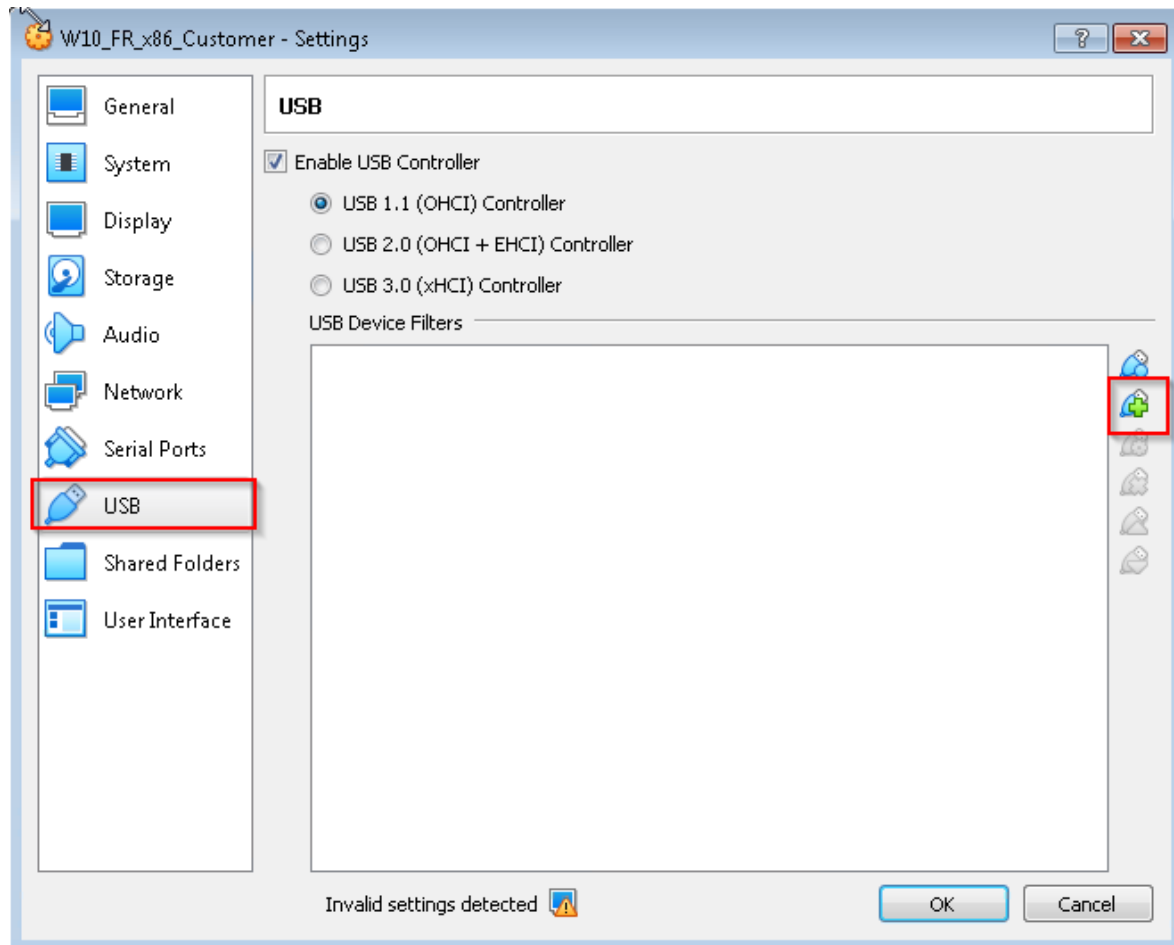 W10_FR_x86_Customer - Settings
General
System
Display
Storage
Audio
Network
Serial Ports
USB
Shared Folders
User Interface
USB
Enable USB Controller
USB 1.1 (OHCI) Controller
USB 2.0 (OHCI + EHCI) Controller
USB 3.0 (xHCI) Controller
USB Device Filters
Invalid settings detected
OK
Cancel